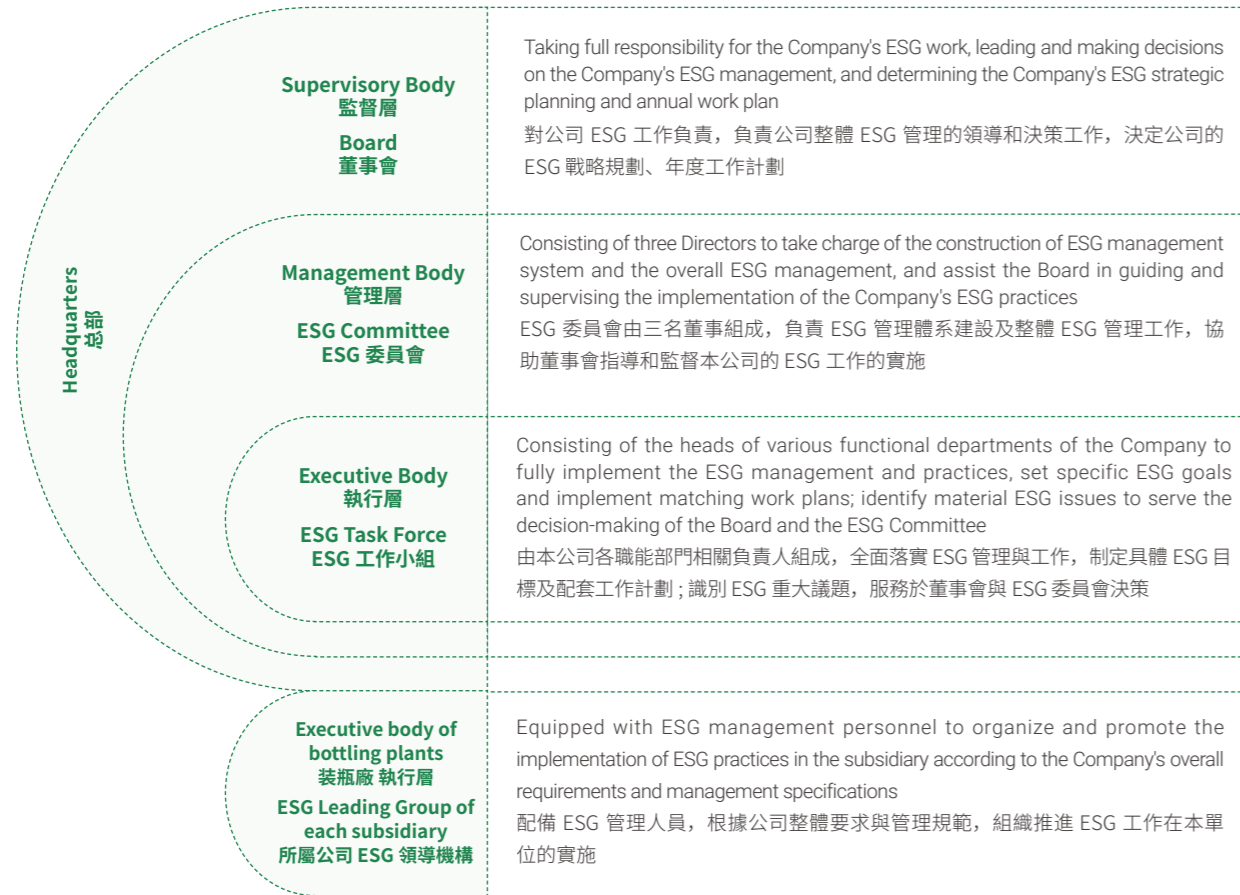 Headquarters
总部
Supervisory Body
監督層
Board
董事會
Taking full responsibility for the Company's ESG work, leading and making decisions
on the Company's ESG management, and determining the Company's ESG strategic
planning and annual work plan
對公司 ESG 工作負責，負責公司整體 ESG 管理的領導和決策工作，決定公司的
ESG 戰略規劃、年度工作計劃
Management Body
管理層
ESG Committee
ESG 委員會
Consisting of three Directors to take charge of the construction of ESG management
system and the overall ESG management, and assist the Board in guiding and
supervising the implementation of the Company's ESG practices
ESG 委員會由三名董事組成，負責 ESG 管理體系建設及整體 ESG 管理工作，協
助董事會指導和監督本公司的 ESG 工作的實施
Executive Body
執行層
ESG Task Force
ESG 工作小組
Consisting of the heads of various functional departments of the Company to
fully implement the ESG management and practices, set specific ESG goals
and implement matching work plans; identify material ESG issues to serve the
decision-making of the Board and the ESG Committee
由本公司各職能部門相關負責人組成，全面落實 ESG 管理與工作，制定具體 ESG 目
標及配套工作計劃 ; 識別 ESG 重大議題，服務於董事會與 ESG 委員會決策
Executive body of
bottling plants
装瓶廠 執行層
ESG Leading Group of
each subsidiary
所屬公司 ESG 領導機構
Equipped with ESG management personnel to organize and promote the
implementation of ESG practices in the subsidiary according to the Company's overall
requirements and management specifications
配備 ESG 管理人員，根據公司整體要求與管理規範，組織推進 ESG 工作在本單
位的實施